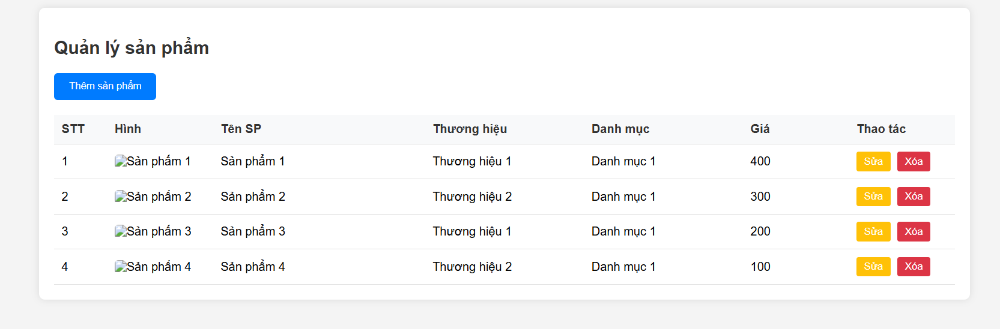 Quản lý sản phẩm
Thêm sản phẩm
STT Hình Tên SP Thương hiệu Danh mục Giá Thao tác
1 Sản phẩm 1 Sản phẩm 1 Thương hiệu 1 Danh mục 1 400 Sửa Xóa
2 Sản phẩm 2 Sản phẩm 2 Thương hiệu 2 Danh mục 1 300 Sửa Xóa
3 Sản phẩm 3 Sản phẩm 3 Thương hiệu 1 Danh mục 1 200 Sửa Xóa
4 Sản phẩm 4 Sản phẩm 4 Thương hiệu 2 Danh mục 1 100 Sửa Xóa